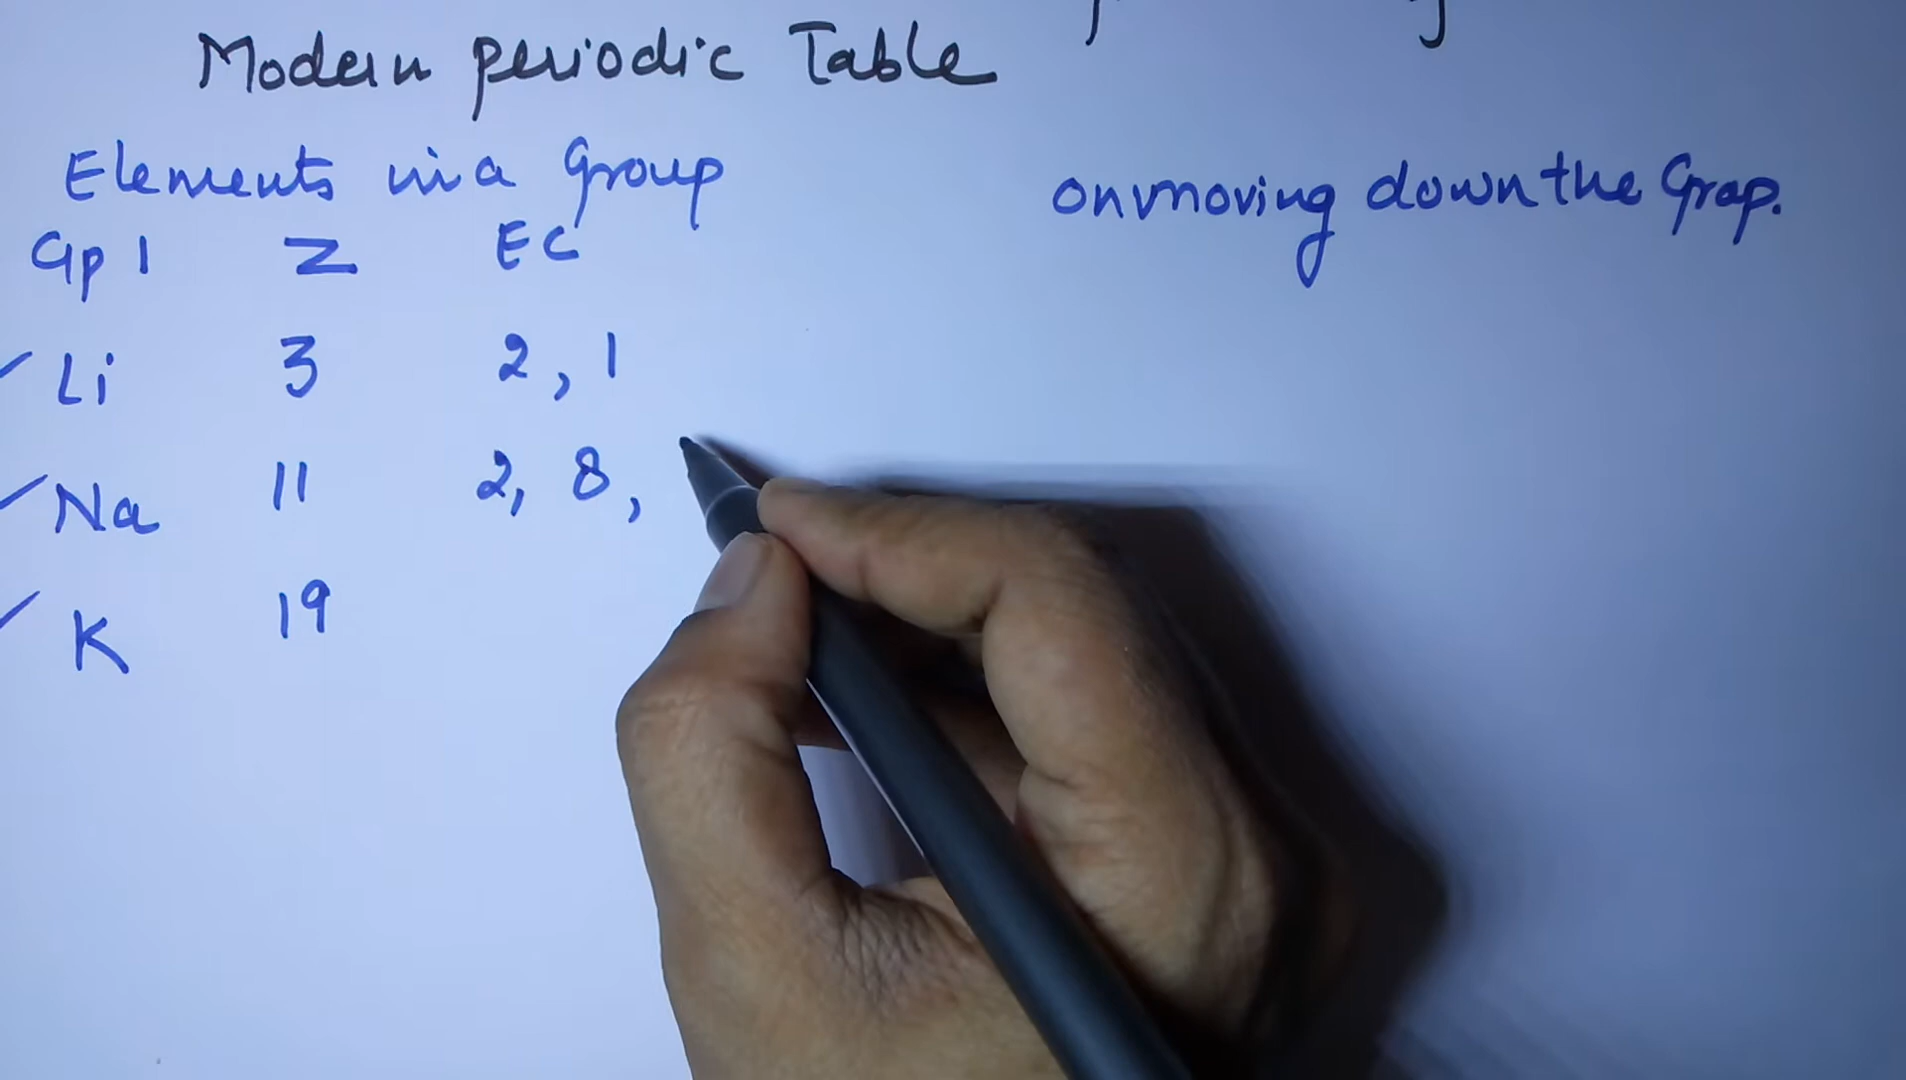 Modern periodic Table
Elements in a Group
on moving down the Grop.
Gp 1 Z EC
Li 3 2, 1
Na 11 2, 8,
K 19